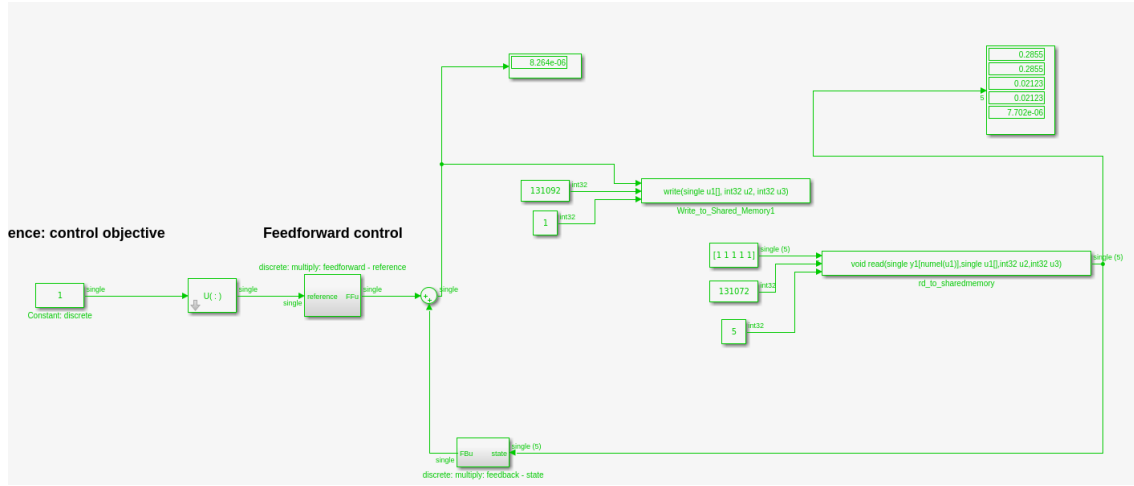 8.264e-06
0.2855
0.2855
0.02123
0.02123
7.702e-06
5
131092
int32
1
int32
write(single u1[], int32 u2, int32 u3)
Write_to_Shared_Memory1
ence: control objective
Feedforward control
[1 1 1 1 1]
single (5)
131072
int32
5
int32
void read(single y1[numel(u1)],single u1[],int32 u2,int32 u3)
single (5)
rd_to_sharedmemory
discrete: multiply: feedforward - reference
1
single
Constant: discrete
U( : )
single
single
reference
FFu
single
single
single
FBu
state
single (5)
discrete: multiply: feedback - state